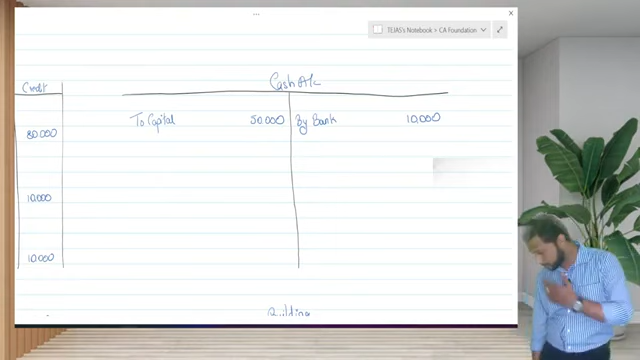 TEJAS's Notebook > CA Foundation
Credit
Cash A/c
To Capital 50.000 By Bank 10.000
80.000
10.000
10.000
Building